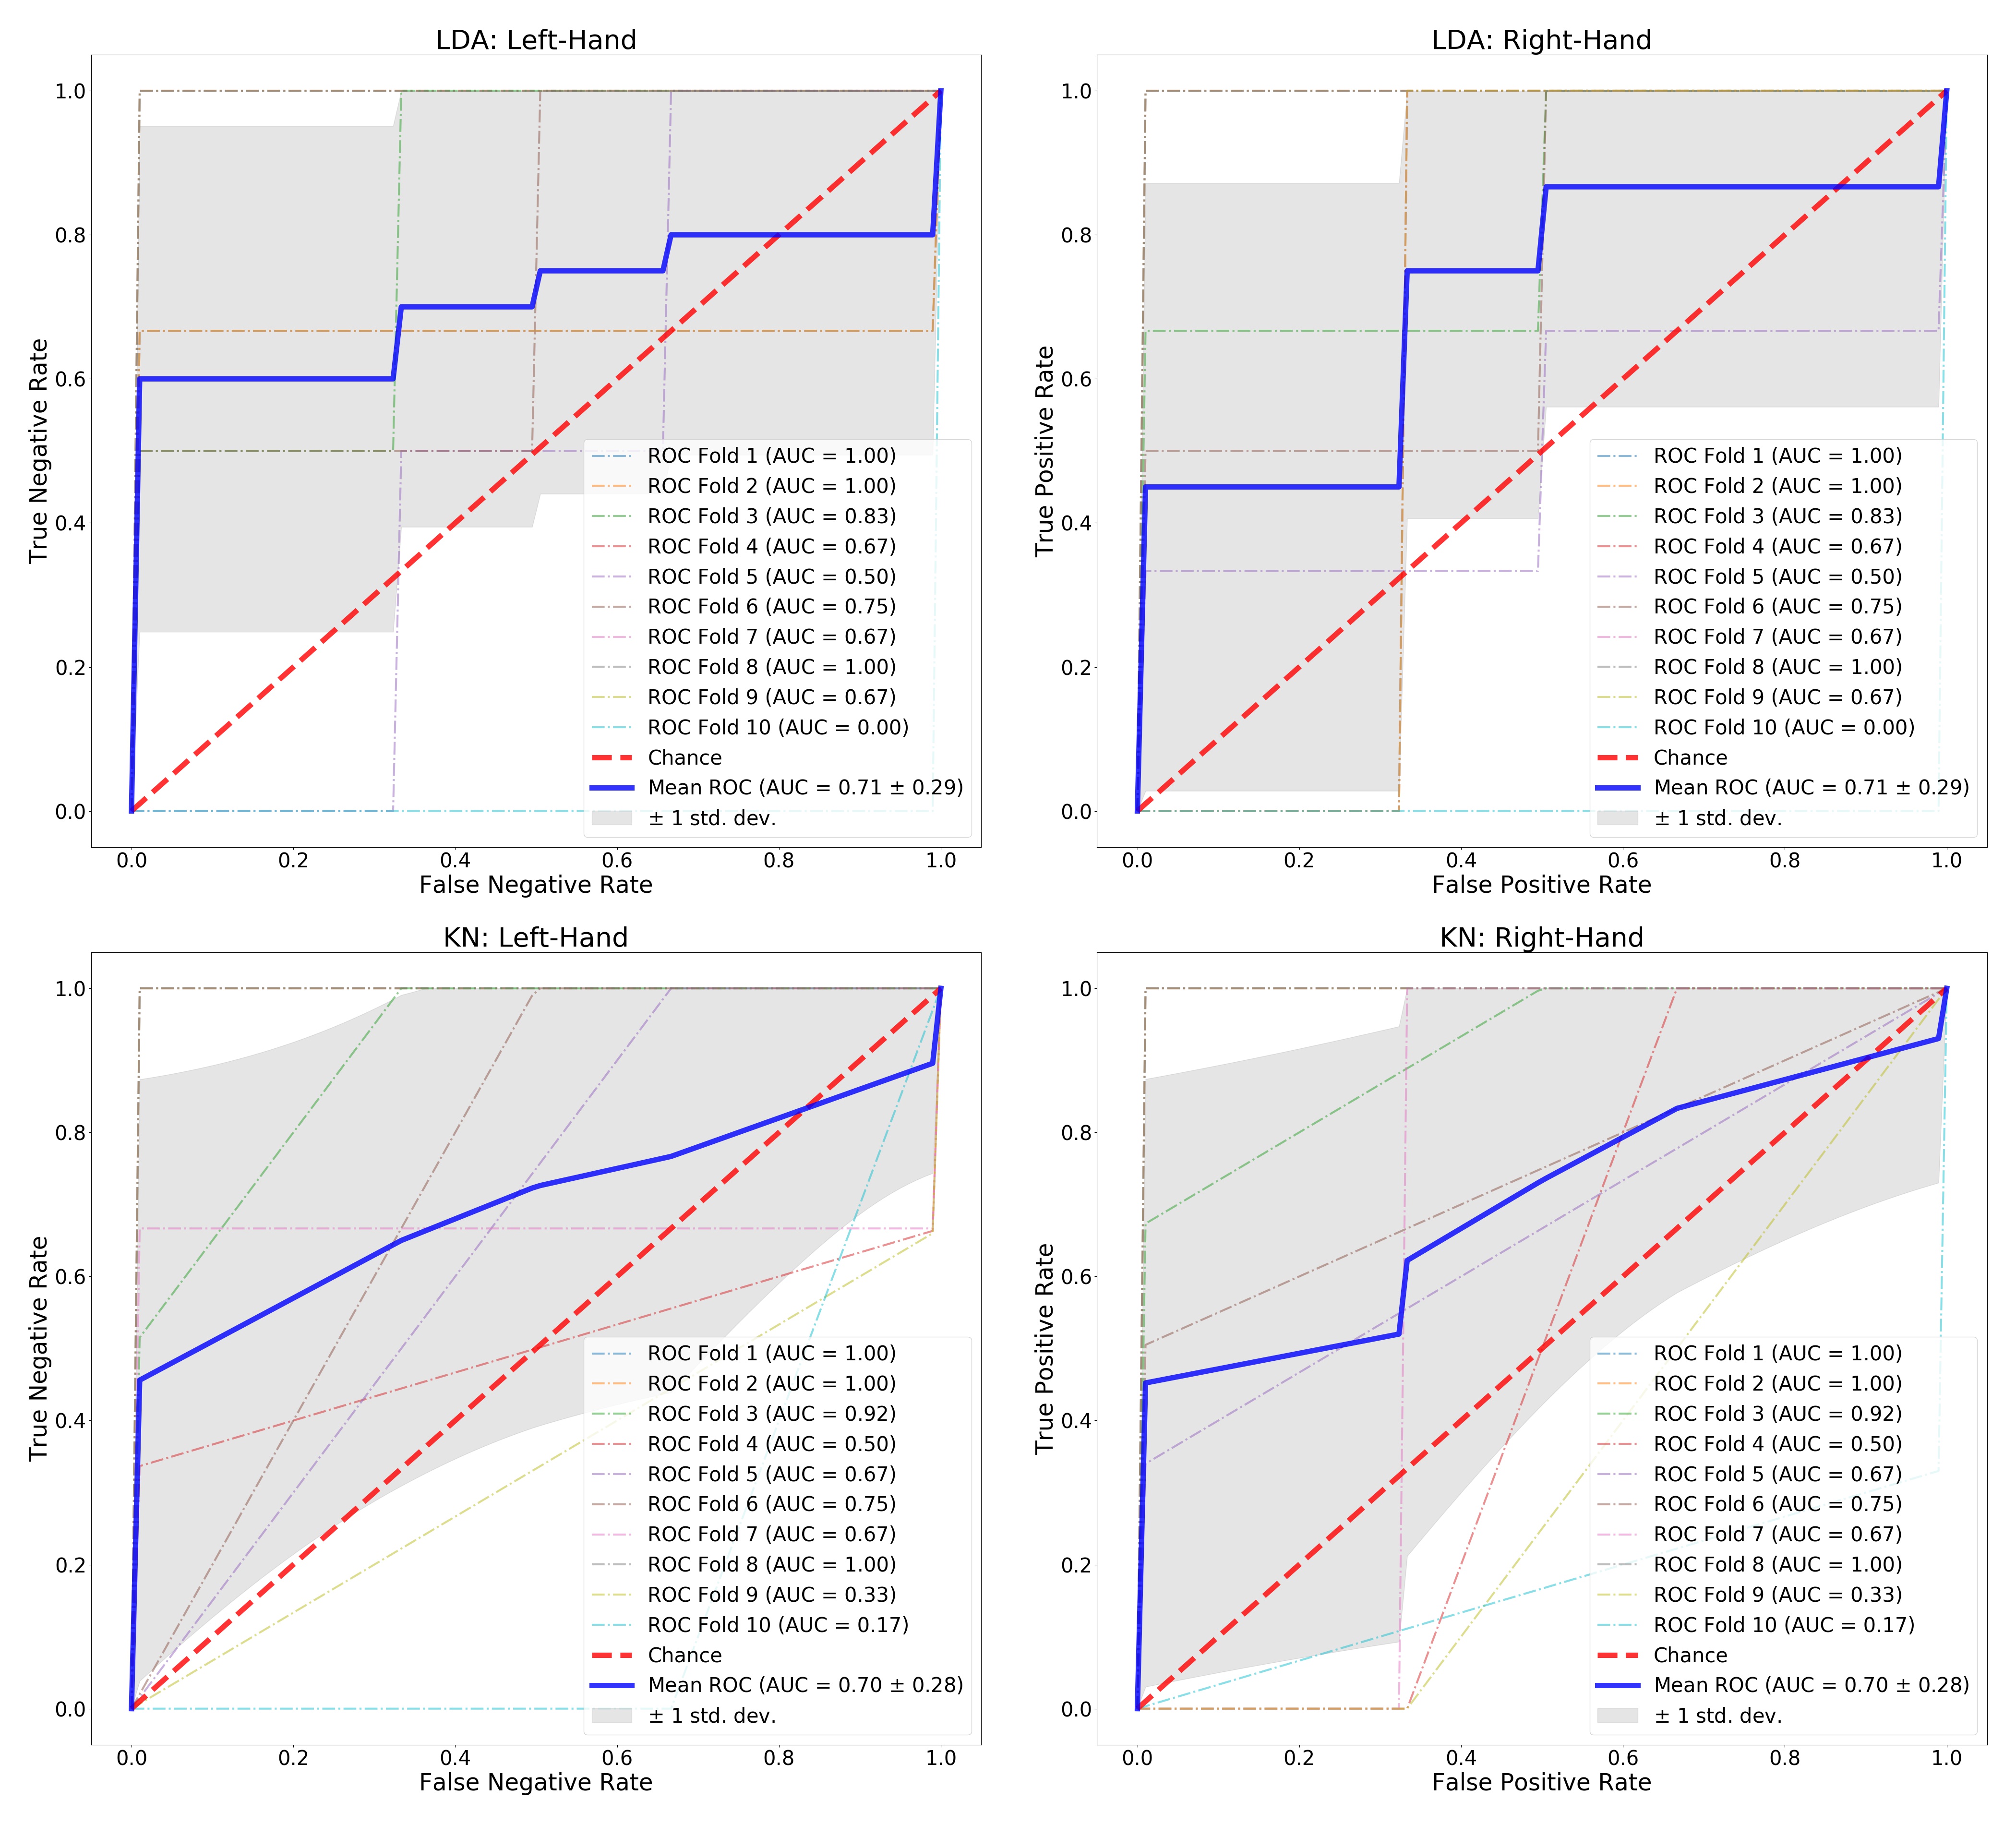 LDA: Left-Hand
True Negative Rate
1.0
0.8
0.6
0.4
0.2
0.0
ROC Fold 1 (AUC = 1.00)
ROC Fold 2 (AUC = 1.00)
ROC Fold 3 (AUC = 0.83)
ROC Fold 4 (AUC = 0.67)
ROC Fold 5 (AUC = 0.50)
ROC Fold 6 (AUC = 0.75)
ROC Fold 7 (AUC = 0.67)
ROC Fold 8 (AUC = 1.00)
ROC Fold 9 (AUC = 0.67)
ROC Fold 10 (AUC = 0.00)
Chance
Mean ROC (AUC = 0.71 ± 0.29)
± 1 std. dev.
0.0 0.2 0.4 0.6 0.8 1.0
False Negative Rate
LDA: Right-Hand
True Positive Rate
1.0
0.8
0.6
0.4
0.2
0.0
ROC Fold 1 (AUC = 1.00)
ROC Fold 2 (AUC = 1.00)
ROC Fold 3 (AUC = 0.83)
ROC Fold 4 (AUC = 0.67)
ROC Fold 5 (AUC = 0.50)
ROC Fold 6 (AUC = 0.75)
ROC Fold 7 (AUC = 0.67)
ROC Fold 8 (AUC = 1.00)
ROC Fold 9 (AUC = 0.67)
ROC Fold 10 (AUC = 0.00)
Chance
Mean ROC (AUC = 0.71 ± 0.29)
± 1 std. dev.
0.0 0.2 0.4 0.6 0.8 1.0
False Positive Rate
KN: Left-Hand
True Negative Rate
1.0
0.8
0.6
0.4
0.2
0.0
ROC Fold 1 (AUC = 1.00)
ROC Fold 2 (AUC = 1.00)
ROC Fold 3 (AUC = 0.92)
ROC Fold 4 (AUC = 0.50)
ROC Fold 5 (AUC = 0.67)
ROC Fold 6 (AUC = 0.75)
ROC Fold 7 (AUC = 0.67)
ROC Fold 8 (AUC = 1.00)
ROC Fold 9 (AUC = 0.33)
ROC Fold 10 (AUC = 0.17)
Chance
Mean ROC (AUC = 0.70 ± 0.28)
± 1 std. dev.
0.0 0.2 0.4 0.6 0.8 1.0
False Negative Rate
KN: Right-Hand
True Positive Rate
1.0
0.8
0.6
0.4
0.2
0.0
ROC Fold 1 (AUC = 1.00)
ROC Fold 2 (AUC = 1.00)
ROC Fold 3 (AUC = 0.92)
ROC Fold 4 (AUC = 0.50)
ROC Fold 5 (AUC = 0.67)
ROC Fold 6 (AUC = 0.75)
ROC Fold 7 (AUC = 0.67)
ROC Fold 8 (AUC = 1.00)
ROC Fold 9 (AUC = 0.33)
ROC Fold 10 (AUC = 0.17)
Chance
Mean ROC (AUC = 0.70 ± 0.28)
± 1 std. dev.
0.0 0.2 0.4 0.6 0.8 1.0
False Positive Rate